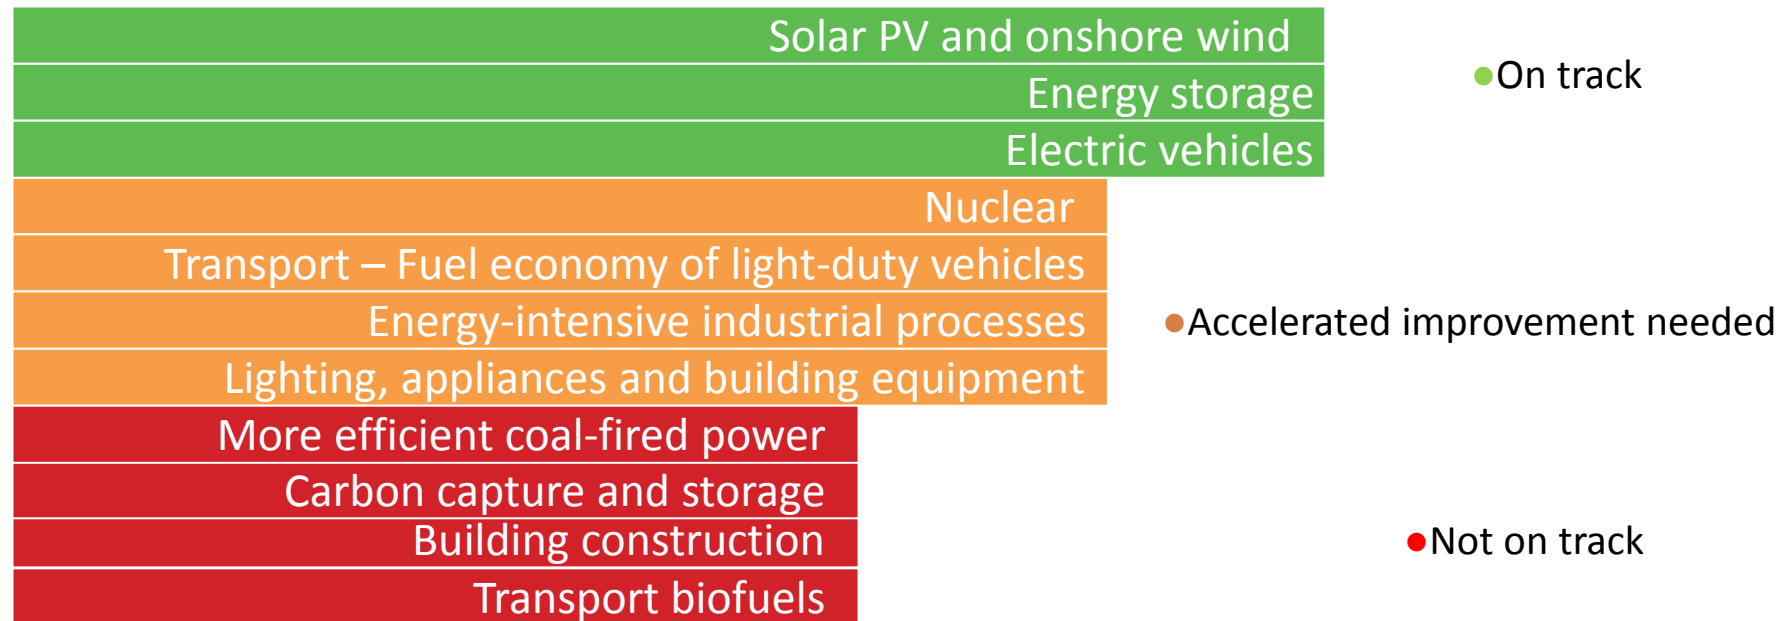 Solar PV and onshore wind
Energy storage
Electric vehicles
Nuclear
Transport – Fuel economy of light-duty vehicles
Energy-intensive industrial processes
Lighting, appliances and building equipment
More efficient coal-fired power
Carbon capture and storage
Building construction
Transport biofuels
•On track
•Accelerated improvement needed
•Not on track